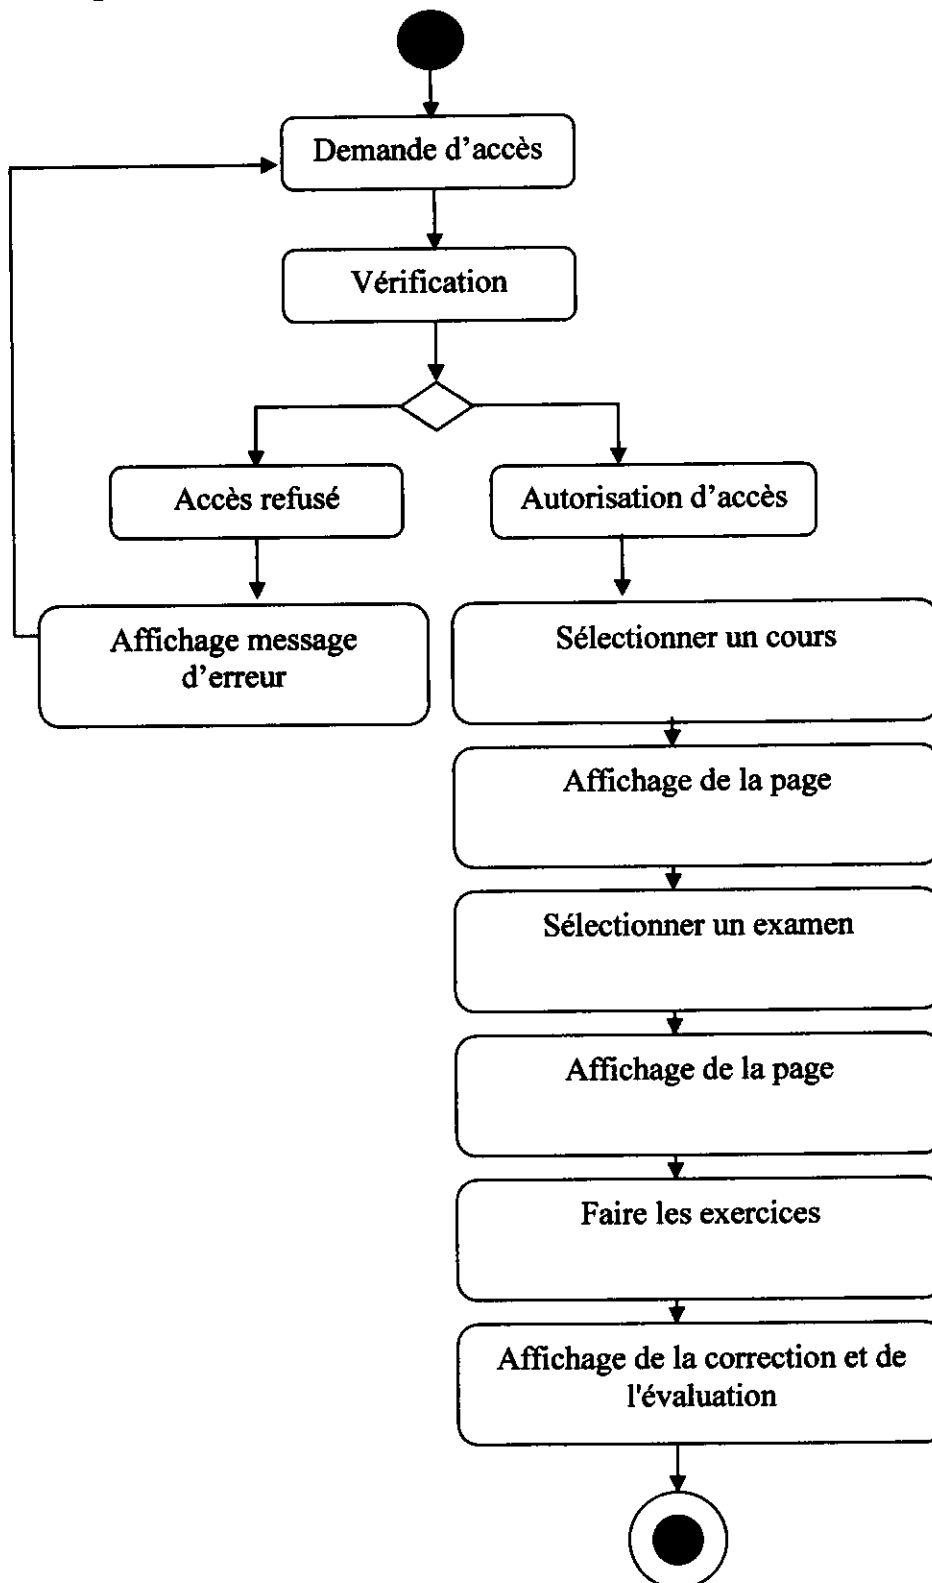 Demande d'accès
Vérification
Accès refusé
Autorisation d'accès
Affichage message
d'erreur
Sélectionner un cours
Affichage de la page
Sélectionner un examen
Affichage de la page
Faire les exercices
Affichage de la correction et de
l'évaluation